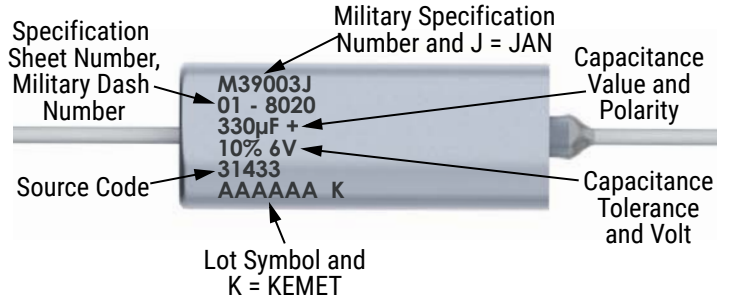 Specification
Sheet Number,
Military Dash
Number
Military Specification
Number and J = JAN
Capacitance
Value and
Polarity
M39003J
01 - 8020
330µF +
10% 6V
31433
AAAAAA K
Source Code
Capacitance
Tolerance
and Volt
Lot Symbol and
K = KEMET